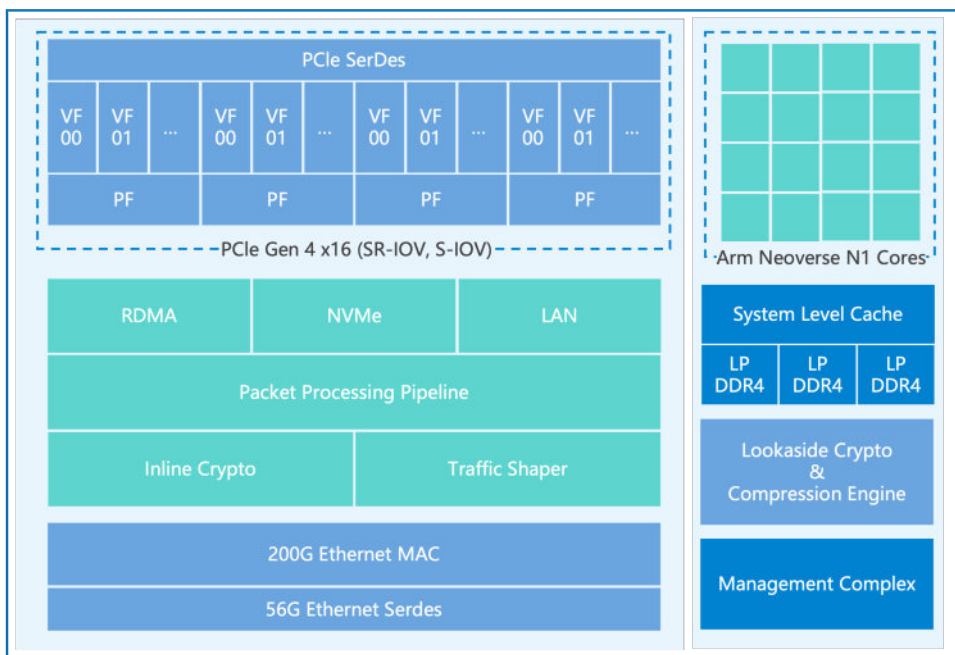 PCle SerDes
VF 00
VF 01
...
VF 00
VF 01
...
VF 00
VF 01
...
VF 00
VF 01
...
PF
PF
PF
PF
PCle Gen 4 x16 (SR-IOV, S-IOV)
RDMA
NVMe
LAN
Packet Processing Pipeline
Inline Crypto
Traffic Shaper
200G Ethernet MAC
56G Ethernet Serdes
Arm Neoverse N1 Cores
System Level Cache
LP
DDR4
LP
DDR4
LP
DDR4
Lookaside Crypto
&
Compression Engine
Management Complex